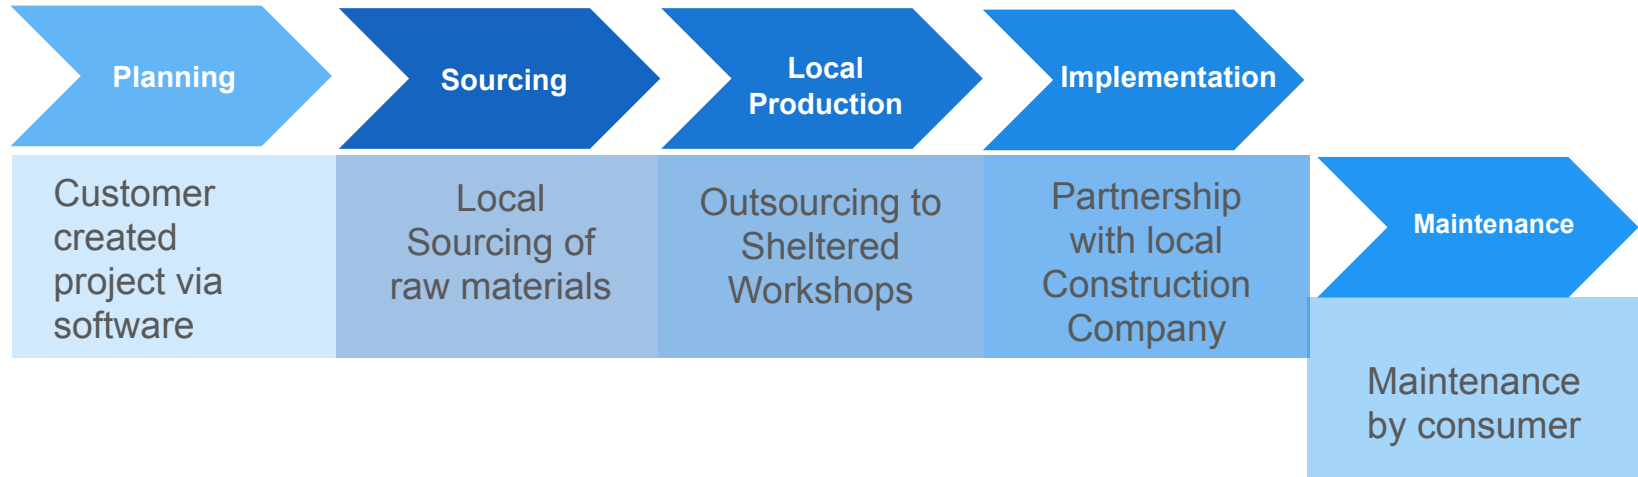 Planning
Sourcing
Local
Production
Implementation
Maintenance
Customer
created
project via
software
Local
Sourcing of
raw materials
Outsourcing to
Sheltered
Workshops
Partnership
with local
Construction
Company
Maintenance
by consumer